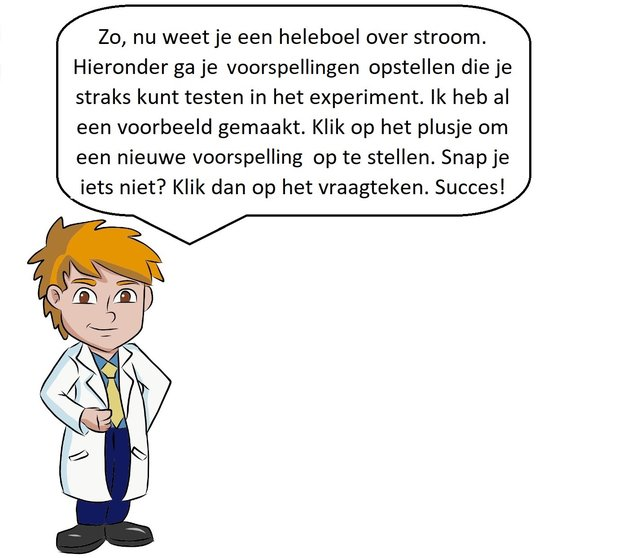 Zo, nu weet je een heleboel over stroom.
Hieronder ga je voorspellingen opstellen die je
straks kunt testen in het experiment. Ik heb al
een voorbeeld gemaakt. Klik op het plusje om
een nieuwe voorspelling op te stellen. Snap je
iets niet? Klik dan op het vraagteken. Succes!